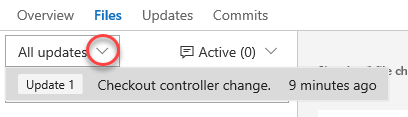 Overview Files Updates Commits
All updates Active (0)
Update 1 Checkout controller change. 9 minutes ago